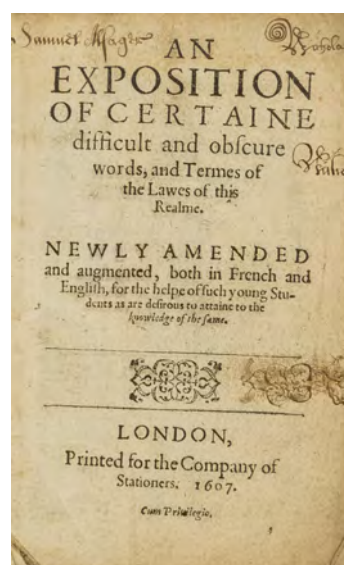 Samuel
AN
EXPOSITION
OF CERTAINE
difficult and obſcure
words, and Termes of
the Lawes of this
Realme.
NEWLY AMENDED
and augmented, both in French and
Engliſh, for the helpe of ſuch young Stu-
dents as are deſirous to attaine to the
knowledge of the ſame.
LONDON,
Printed for the Company of
Stationers. 1607.
Cum Privilegio.